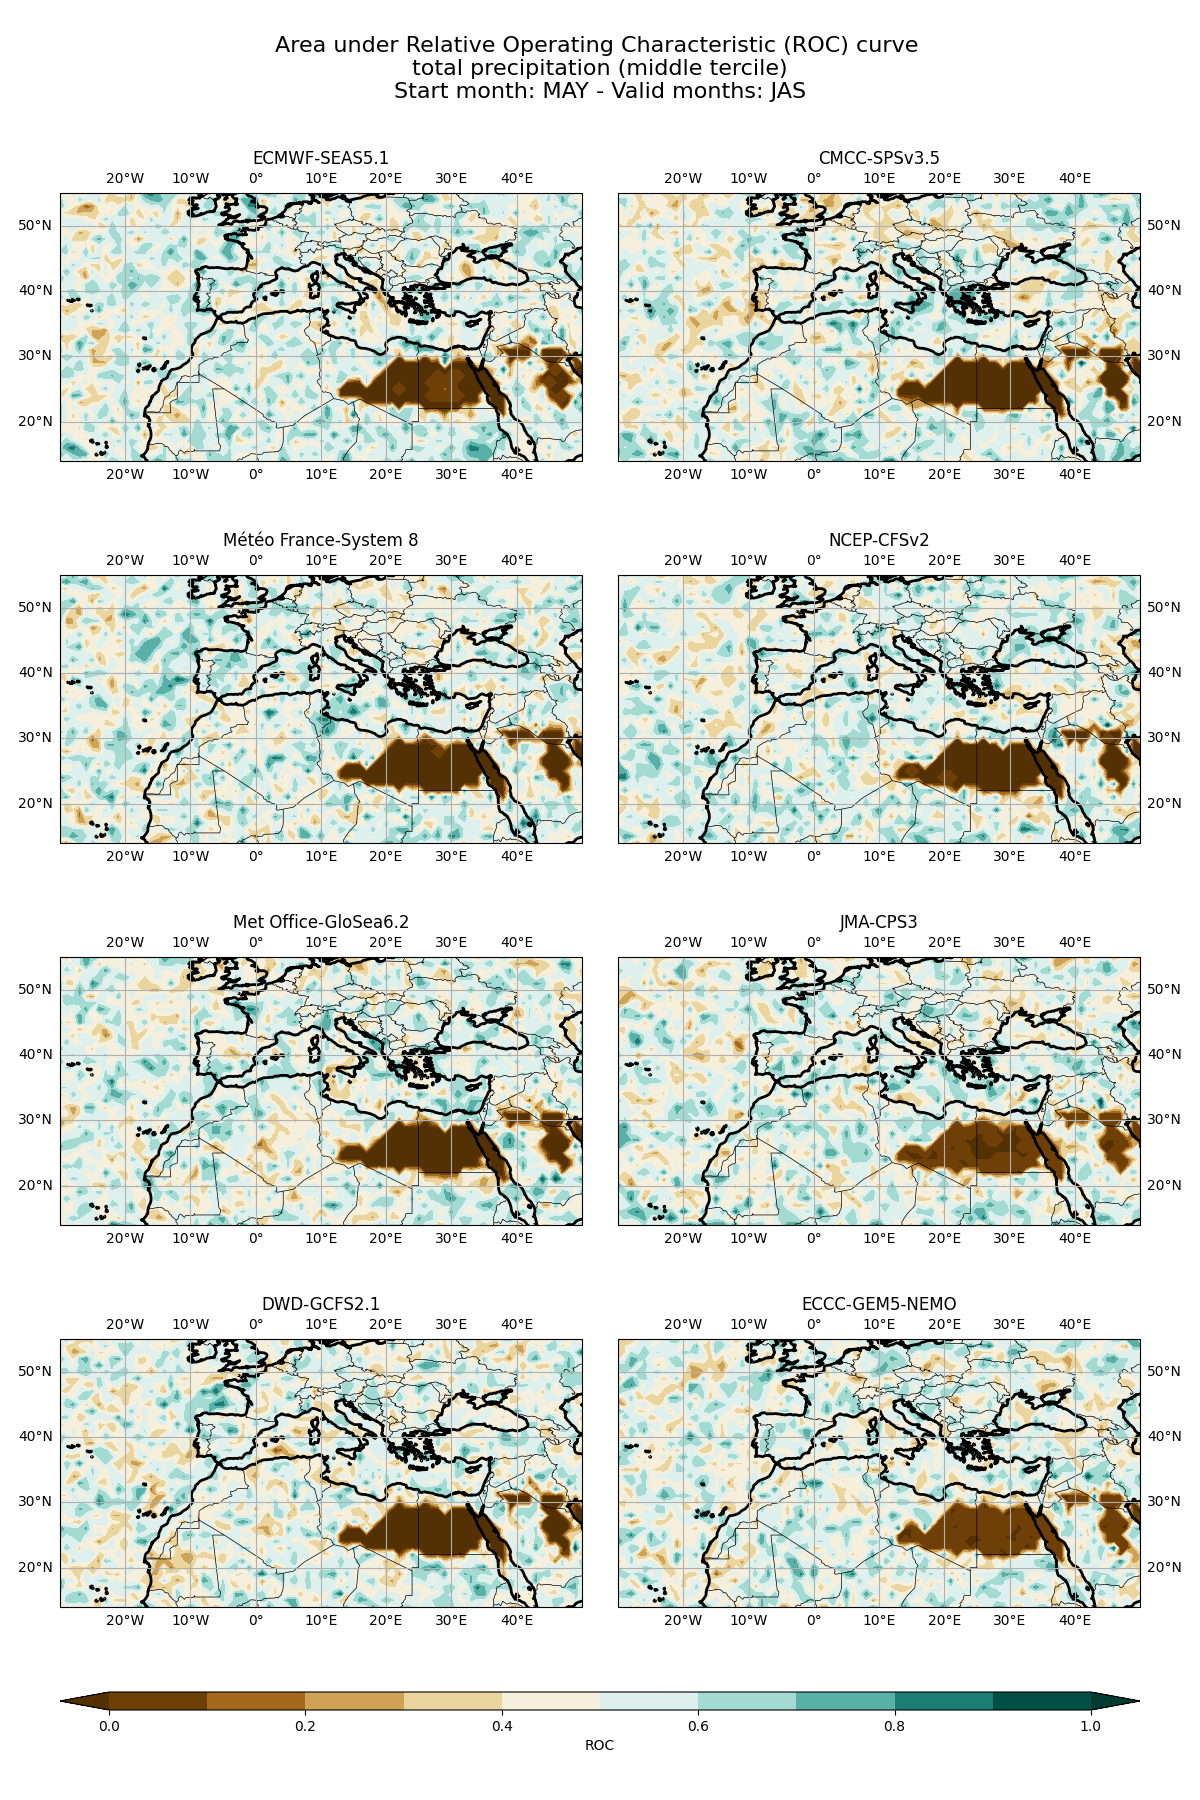 Area under Relative Operating Characteristic (ROC) curve
total precipitation (middle tercile)
Start month: MAY - Valid months: JAS
ECMWF-SEAS5.1
20°W 10°W 0° 10°E 20°E 30°E 40°E
50°N
40°N
30°N
20°N
20°W 10°W 0° 10°E 20°E 30°E 40°E
CMCC-SPSv3.5
20°W 10°W 0° 10°E 20°E 30°E 40°E
50°N
40°N
30°N
20°N
20°W 10°W 0° 10°E 20°E 30°E 40°E
Météo France-System 8
20°W 10°W 0° 10°E 20°E 30°E 40°E
50°N
40°N
30°N
20°N
20°W 10°W 0° 10°E 20°E 30°E 40°E
NCEP-CFSv2
20°W 10°W 0° 10°E 20°E 30°E 40°E
50°N
40°N
30°N
20°N
20°W 10°W 0° 10°E 20°E 30°E 40°E
Met Office-GloSea6.2
20°W 10°W 0° 10°E 20°E 30°E 40°E
50°N
40°N
30°N
20°N
20°W 10°W 0° 10°E 20°E 30°E 40°E
JMA-CPS3
20°W 10°W 0° 10°E 20°E 30°E 40°E
50°N
40°N
30°N
20°N
20°W 10°W 0° 10°E 20°E 30°E 40°E
DWD-GCFS2.1
20°W 10°W 0° 10°E 20°E 30°E 40°E
50°N
40°N
30°N
20°N
20°W 10°W 0° 10°E 20°E 30°E 40°E
ECCC-GEM5-NEMO
20°W 10°W 0° 10°E 20°E 30°E 40°E
50°N
40°N
30°N
20°N
20°W 10°W 0° 10°E 20°E 30°E 40°E
0.0 0.2 0.4 0.6 0.8 1.0
ROC